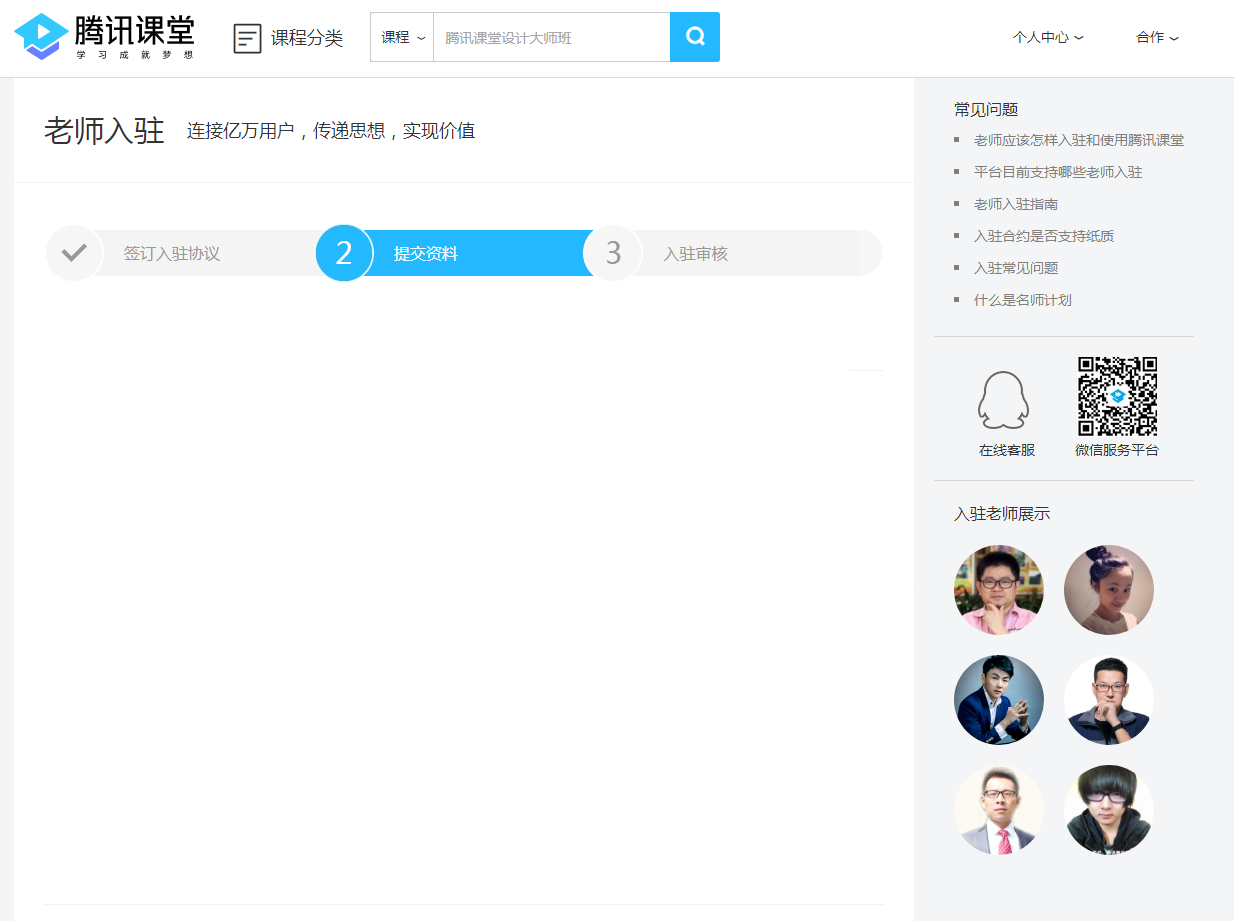 腾讯课堂
学习成就梦想
课程分类
课程
腾讯课堂设计大师班
个人中心
合作
老师入驻
连接亿万用户，传递思想，实现价值
签订入驻协议
2
提交资料
3
入驻审核
常见问题
老师应该怎样入驻和使用腾讯课堂
平台目前支持哪些老师入驻
老师入驻指南
入驻合约是否支持纸质
入驻常见问题
什么是名师计划
在线客服
微信服务平台
入驻老师展示